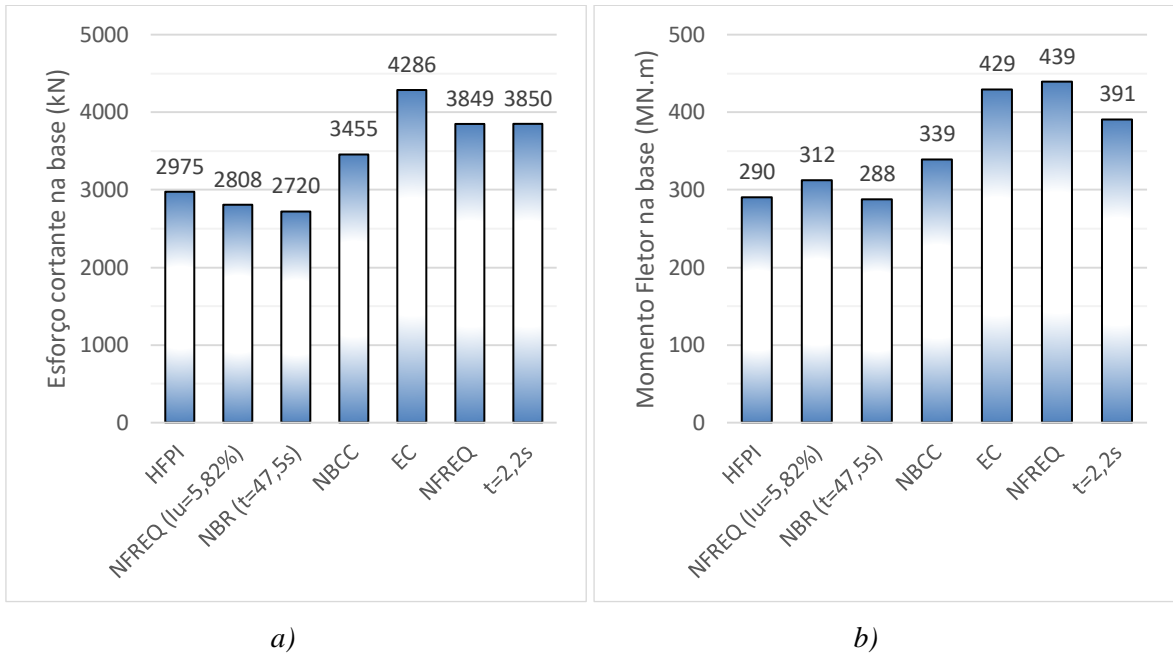 Esforço cortante na base (kN)
5000
4000
3000
2000
1000
0
2975
2808
2720
3455
4286
3849
3850
HFPI
NFREQ (Iu=5,82%)
NBR (t=47,5s)
NBCC
EC
NFREQ
t=2,2s
a)
Momento Fletor na base (MN.m)
500
400
300
200
100
0
290
312
288
339
429
439
391
HFPI
NFREQ (Iu=5,82%)
NBR (t=47,5s)
NBCC
EC
NFREQ
t=2,2s
b)